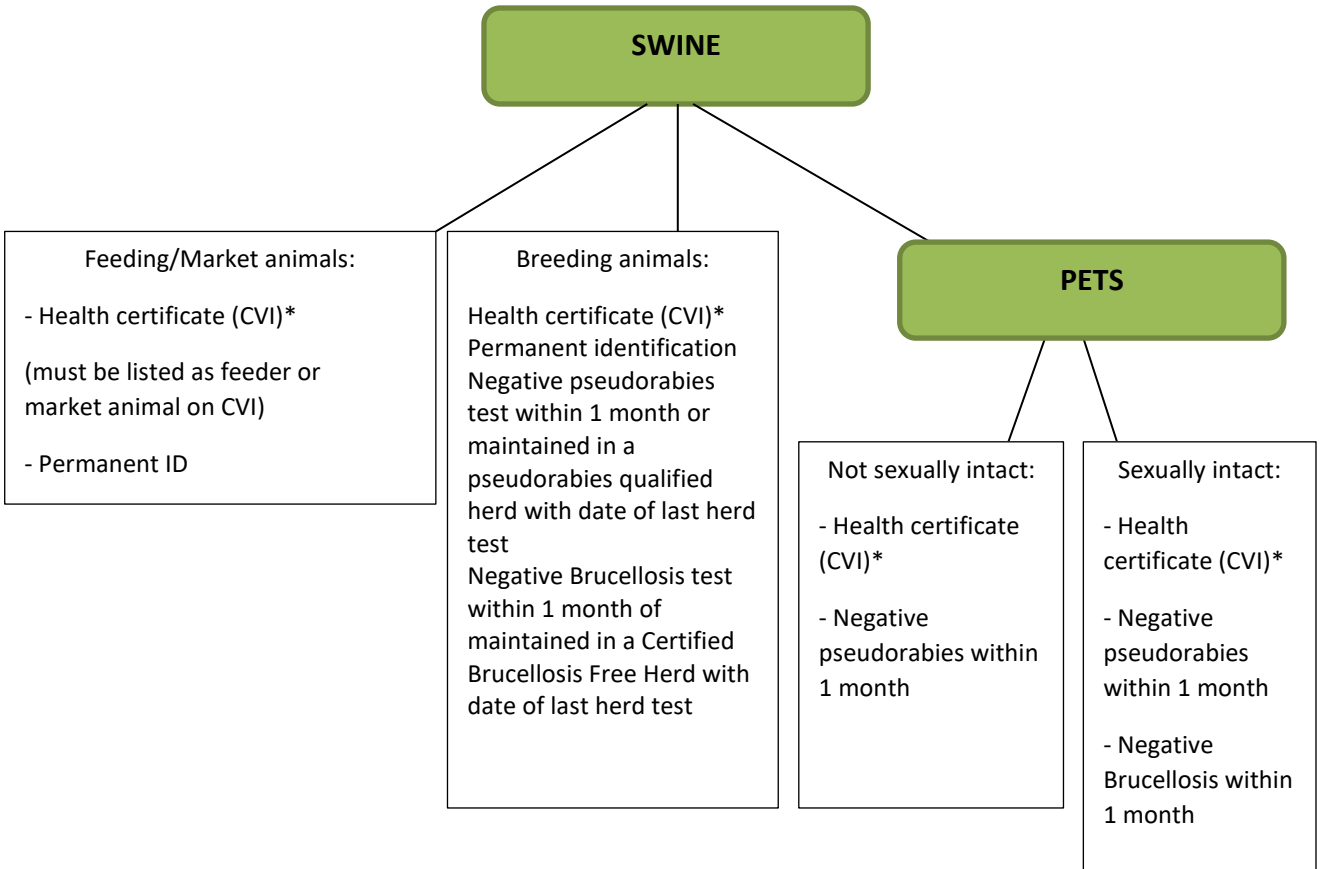 SWINE
Feeding/Market animals:
- Health certificate (CVI)*
(must be listed as feeder or
market animal on CVI)
- Permanent ID
Breeding animals:
Health certificate (CVI)*
Permanent identification
Negative pseudorabies
test within 1 month or
maintained in a
pseudorabies qualified
herd with date of last herd
test
Negative Brucellosis test
within 1 month of
maintained in a Certified
Brucellosis Free Herd with
date of last herd test
PETS
Not sexually intact:
- Health certificate
(CVI)*
- Negative
pseudorabies within
1 month
Sexually intact:
- Health
certificate (CVI)*
- Negative
pseudorabies
within 1 month
- Negative
Brucellosis within
1 month